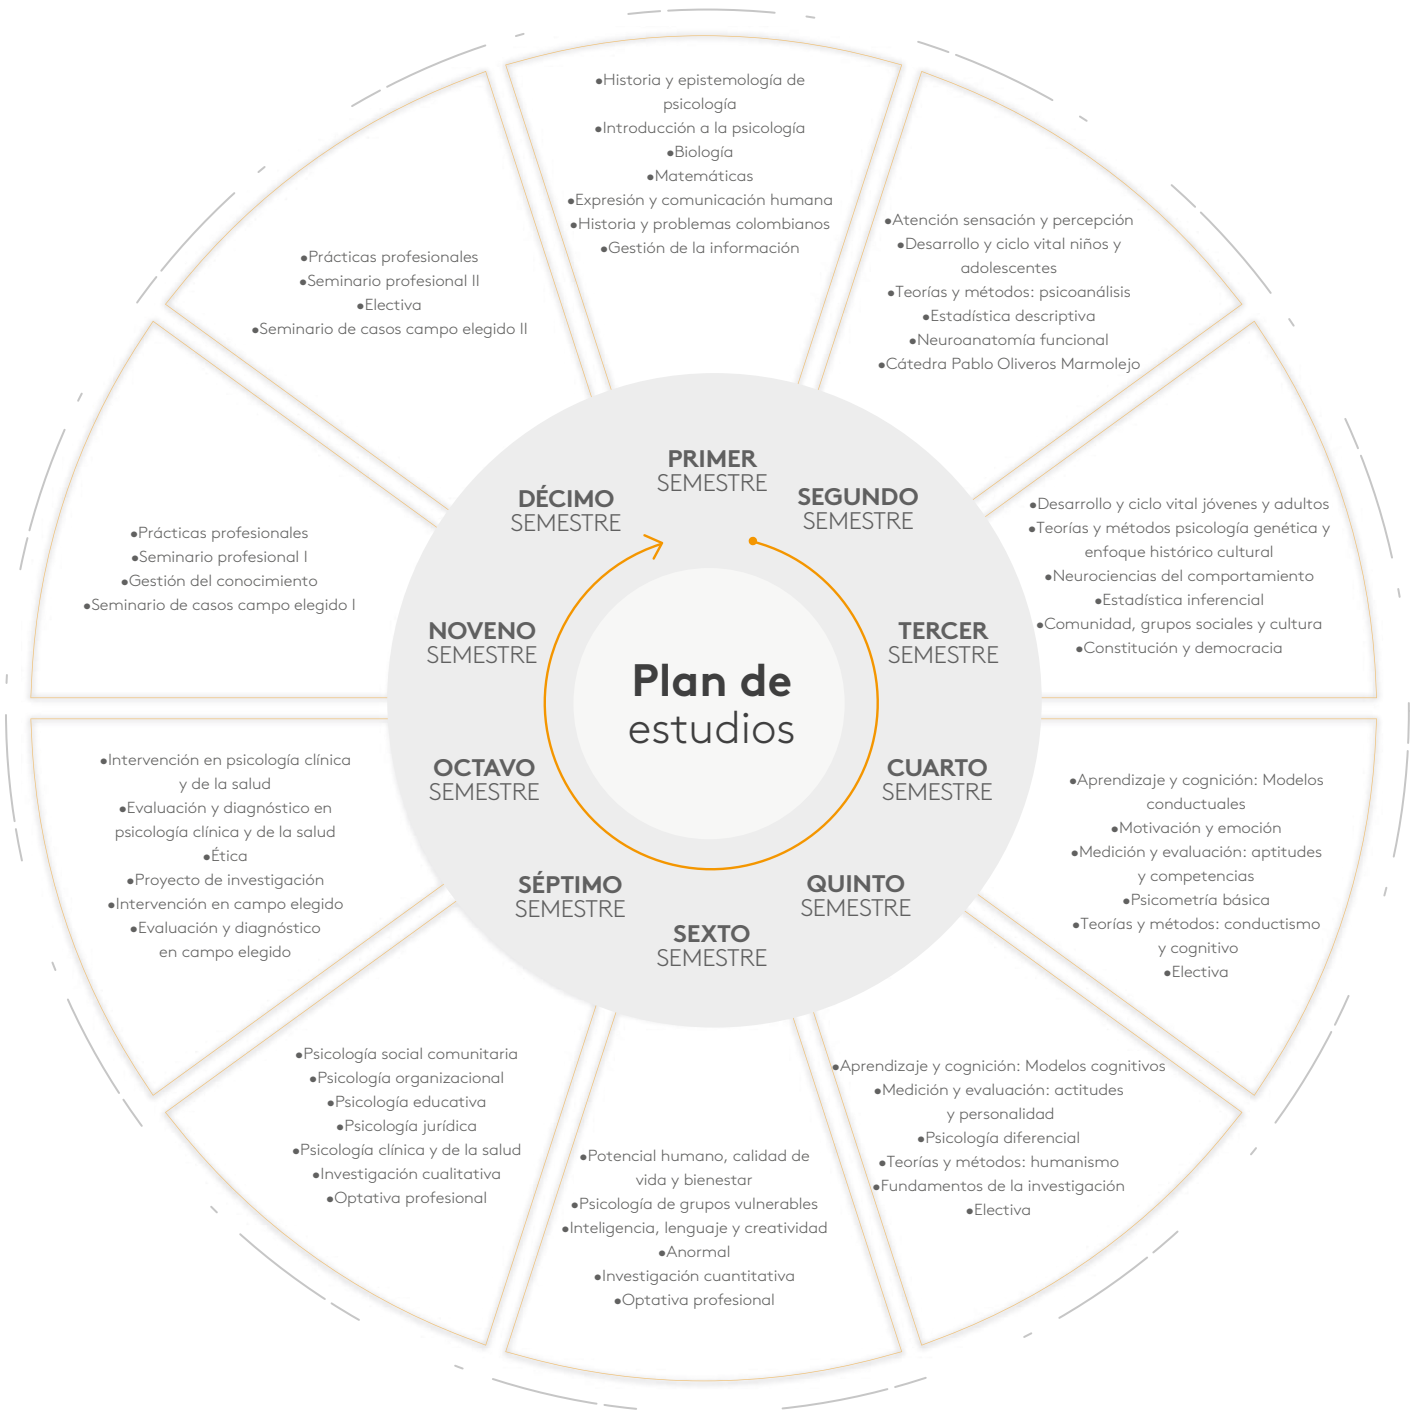 Plan de
estudios
PRIMER
SEMESTRE
●Historia y epistemología de
psicología
●Introducción a la psicología
●Biología
●Matemáticas
●Expresión y comunicación humana
●Historia y problemas colombianos
●Gestión de la información
SEGUNDO
SEMESTRE
●Atención sensación y percepción
●Desarrollo y ciclo vital niños y
adolescentes
●Teorías y métodos: psicoanálisis
●Estadística descriptiva
●Neuroanatomía funcional
●Cátedra Pablo Oliveros Marmolejo
TERCER
SEMESTRE
●Desarrollo y ciclo vital jóvenes y adultos
●Teorías y métodos psicología genética y
enfoque histórico cultural
●Neurociencias del comportamiento
●Estadística inferencial
●Comunidad, grupos sociales y cultura
●Constitución y democracia
CUARTO
SEMESTRE
●Aprendizaje y cognición: Modelos
conductuales
●Motivación y emoción
●Medición y evaluación: aptitudes
y competencias
●Psicometría básica
●Teorías y métodos: conductismo
y cognitivo
●Electiva
QUINTO
SEMESTRE
●Aprendizaje y cognición: Modelos cognitivos
●Medición y evaluación: actitudes
y personalidad
●Psicología diferencial
●Teorías y métodos: humanismo
●Fundamentos de la investigación
●Electiva
SEXTO
SEMESTRE
●Potencial humano, calidad de
vida y bienestar
●Psicología de grupos vulnerables
●Inteligencia, lenguaje y creatividad
●Anormal
●Investigación cuantitativa
●Optativa profesional
SÉPTIMO
SEMESTRE
●Psicología social comunitaria
●Psicología organizacional
●Psicología educativa
●Psicología jurídica
●Psicología clínica y de la salud
●Investigación cualitativa
●Optativa profesional
OCTAVO
SEMESTRE
●Intervención en psicología clínica
y de la salud
●Evaluación y diagnóstico en
psicología clínica y de la salud
●Ética
●Proyecto de investigación
●Intervención en campo elegido
●Evaluación y diagnóstico
en campo elegido
NOVENO
SEMESTRE
●Prácticas profesionales
●Seminario profesional I
●Gestión del conocimiento
●Seminario de casos campo elegido I
DÉCIMO
SEMESTRE
●Prácticas profesionales
●Seminario profesional II
●Electiva
●Seminario de casos campo elegido II